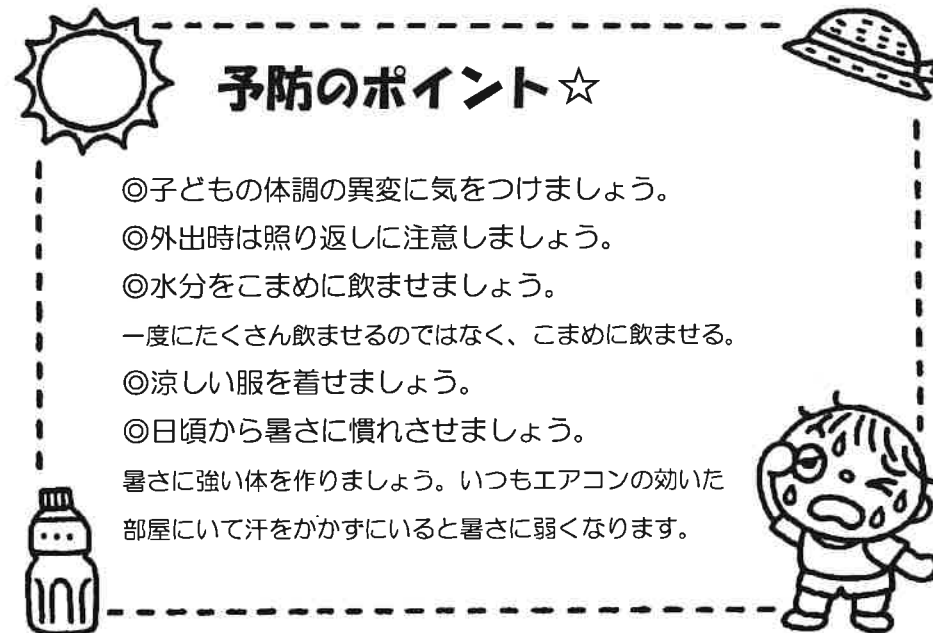 予防のポイント☆
◎子どもの体調の異変に気をつけましょう。
◎外出時は照り返しに注意しましょう。
◎水分をこまめに飲ませましょう。
一度にたくさん飲ませるのではなく、こまめに飲ませる。
◎涼しい服を着せましょう。
◎日頃から暑さに慣れさせましょう。
暑さに強い体を作りましょう。いつもエアコンの効いた
部屋にいて汗をかかずにいると暑さに弱くなります。